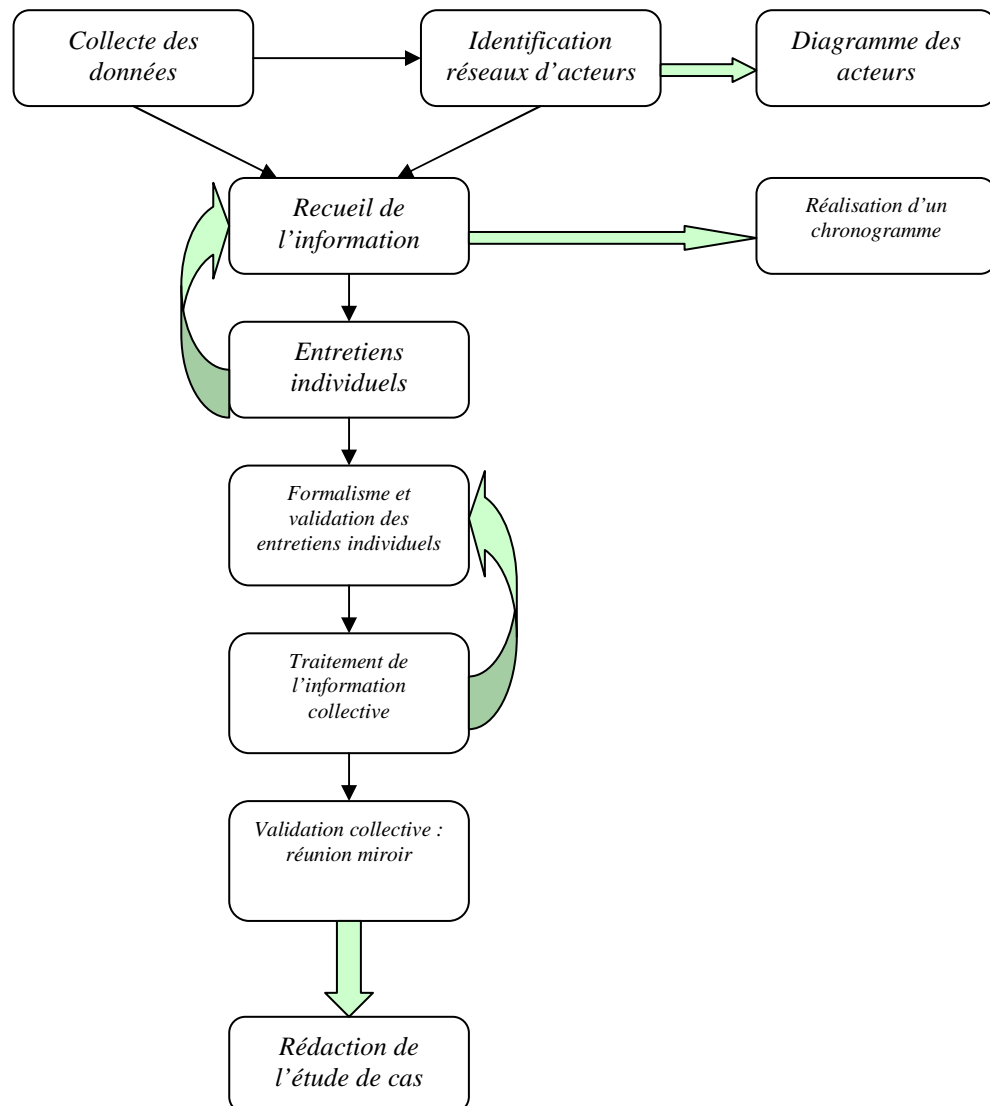 Collecte des
données
Identification
réseaux d’acteurs
Diagramme des
acteurs
Recueil de
l’information
Réalisation d’un
chronogramme
Entretiens
individuels
Formalisme et
validation des
entretiens individuels
Traitement de
l’information
collective
Validation collective :
réunion miroir
Rédaction de
l’étude de cas